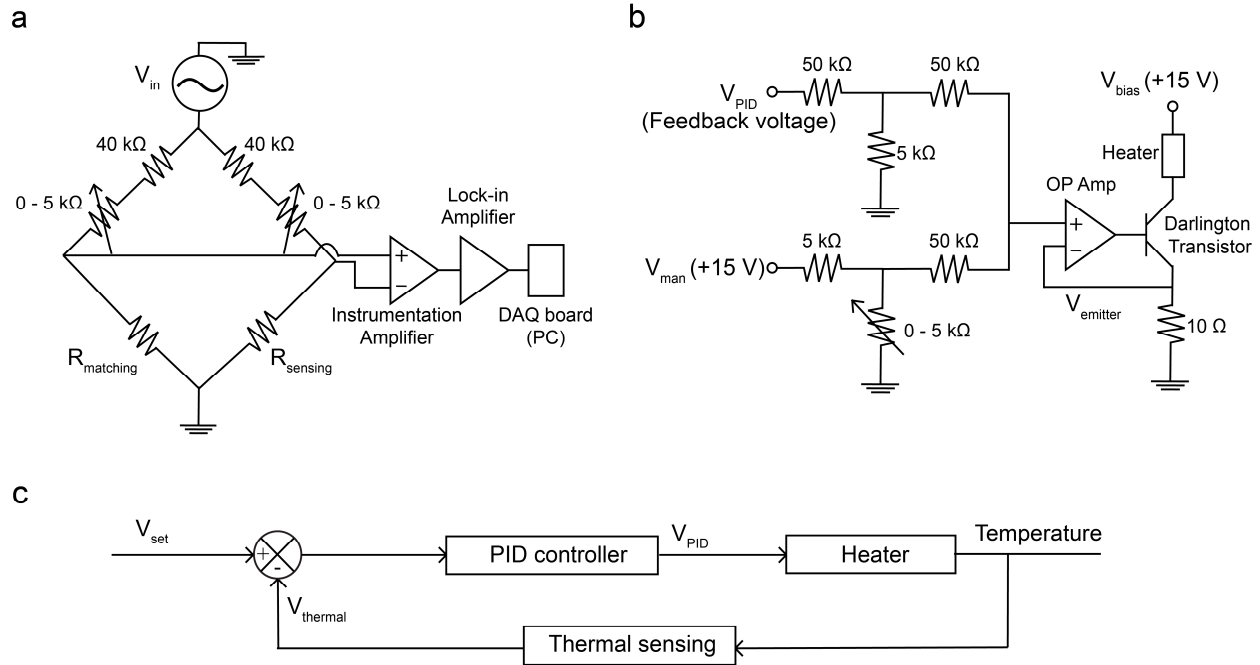 a
V_in
40 kΩ
40 kΩ
0 - 5 kΩ
0 - 5 kΩ
Lock-in
Amplifier
+
−
Instrumentation
Amplifier
DAQ board
(PC)
R_matching
R_sensing
b
50 kΩ
50 kΩ
V_PID
(Feedback voltage)
5 kΩ
V_bias (+15 V)
Heater
OP Amp
+
−
Darlington
Transistor
5 kΩ
50 kΩ
V_man (+15 V)
0 - 5 kΩ
V_emitter
10 Ω
c
V_set
+
-
V_thermal
PID controller
V_PID
Heater
Temperature
Thermal sensing